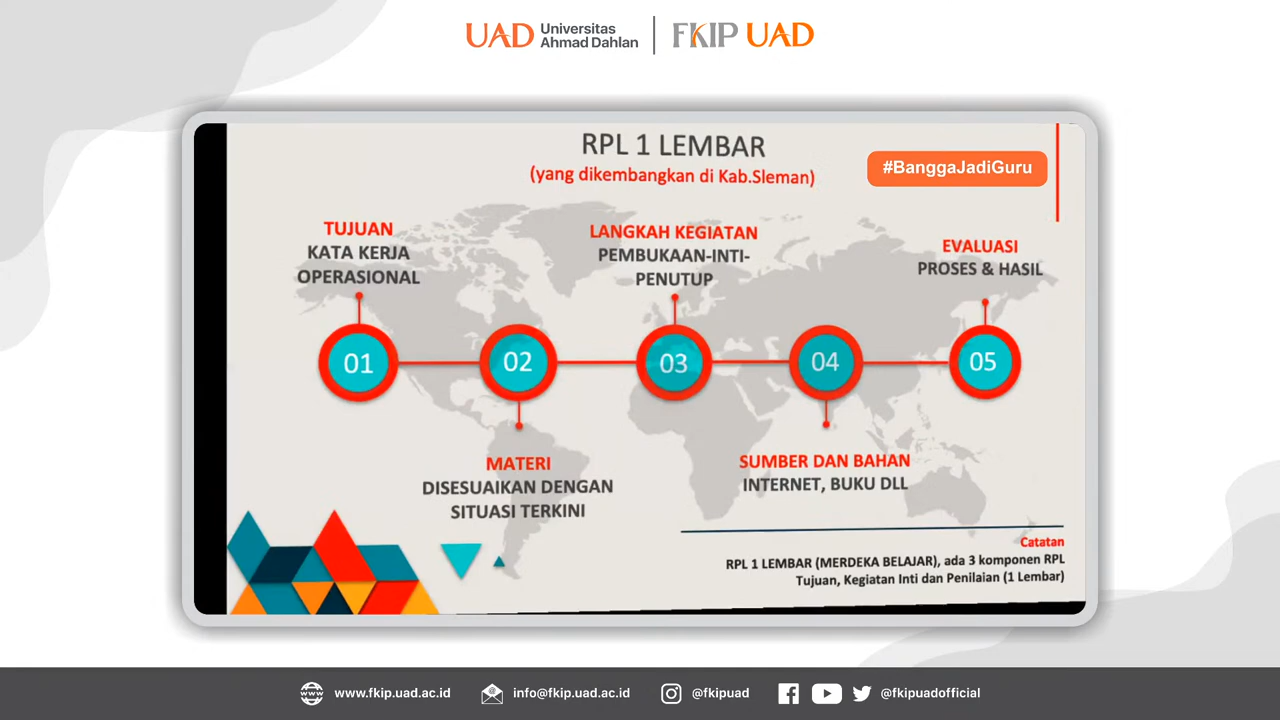 UAD Universitas
Ahmad Dahlan
FKIP UAD
RPL 1 LEMBAR
(yang dikembangkan di Kab.Sleman)
#BanggaJadiGuru
TUJUAN
KATA KERJA
OPERASIONAL
LANGKAH KEGIATAN
PEMBUKAAN-INTI-
PENUTUP
EVALUASI
PROSES & HASIL
01
02
03
04
05
MATERI
DISESUAIKAN DENGAN
SITUASI TERKINI
SUMBER DAN BAHAN
INTERNET, BUKU DLL
Catatan
RPL 1 LEMBAR (MERDEKA BELAJAR), ada 3 komponen RPL
Tujuan, Kegiatan Inti dan Penilaian (1 Lembar)
www.fkip.uad.ac.id
info@fkip.uad.ac.id
@fkipuad
@fkipuadofficial